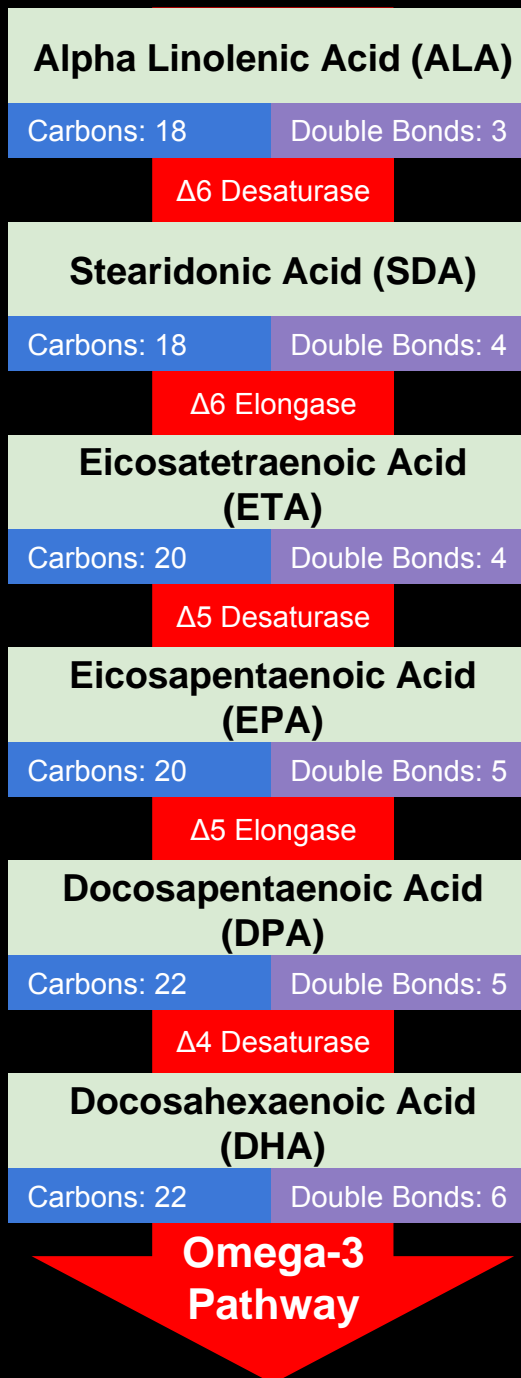 Alpha Linolenic Acid (ALA)
Carbons: 18 Double Bonds: 3
Δ6 Desaturase
Stearidonic Acid (SDA)
Carbons: 18 Double Bonds: 4
Δ6 Elongase
Eicosatetraenoic Acid
(ETA)
Carbons: 20 Double Bonds: 4
Δ5 Desaturase
Eicosapentaenoic Acid
(EPA)
Carbons: 20 Double Bonds: 5
Δ5 Elongase
Docosapentaenoic Acid
(DPA)
Carbons: 22 Double Bonds: 5
Δ4 Desaturase
Docosahexaenoic Acid
(DHA)
Carbons: 22 Double Bonds: 6
Omega-3
Pathway